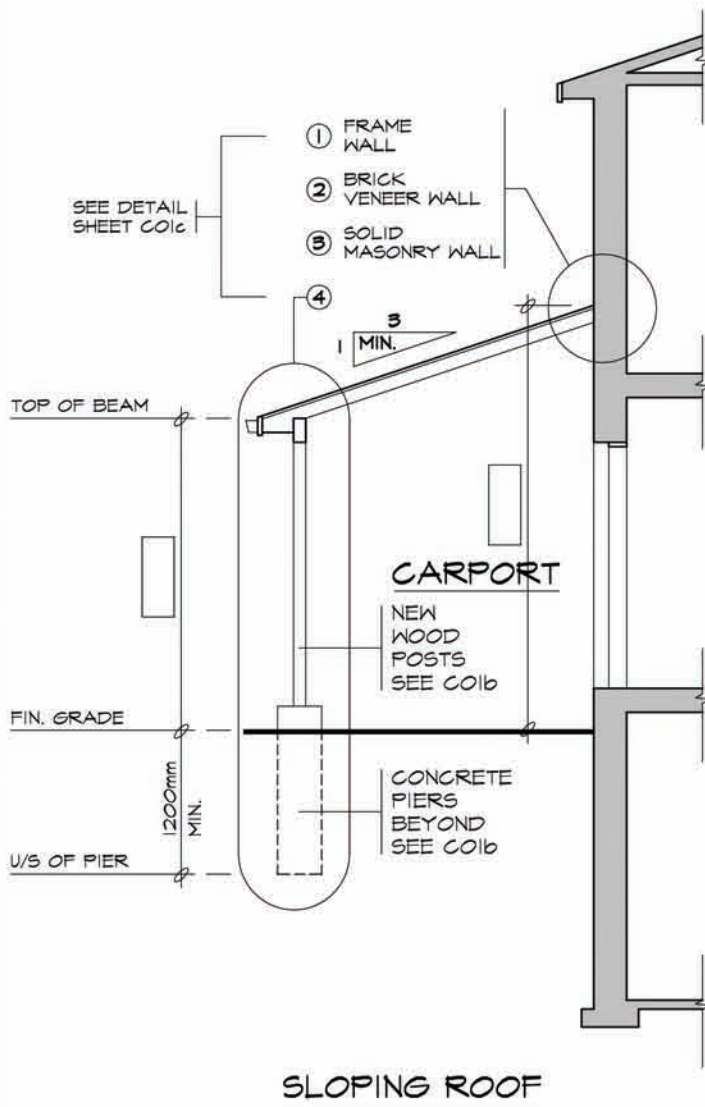 1 FRAME
WALL
2 BRICK
VENEER WALL
SEE DETAIL
SHEET C01c
3 SOLID
MASONRY WALL
4
3
1
MIN.
TOP OF BEAM
CARPORT
NEW
WOOD
POSTS
SEE C01b
FIN. GRADE
1200mm
MIN.
CONCRETE
PIERS
BEYOND
SEE C01b
U/S OF PIER
SLOPING ROOF